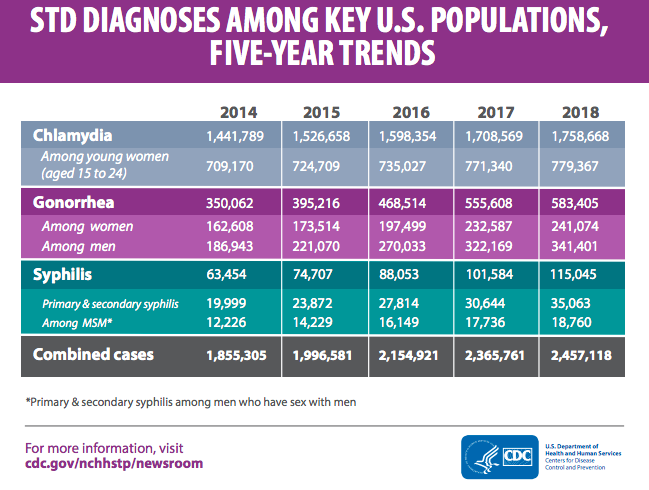 STD DIAGNOSES AMONG KEY U.S. POPULATIONS,
FIVE-YEAR TRENDS
2014 2015 2016 2017 2018
Chlamydia 1,441,789 1,526,658 1,598,354 1,708,569 1,758,668
Among young women
(aged 15 to 24) 709,170 724,709 735,027 771,340 779,367
Gonorrhea 350,062 395,216 468,514 555,608 583,405
Among women 162,608 173,514 197,499 232,587 241,074
Among men 186,943 221,070 270,033 322,169 341,401
Syphilis 63,454 74,707 88,053 101,584 115,045
Primary & secondary syphilis 19,999 23,872 27,814 30,644 35,063
Among MSM* 12,226 14,229 16,149 17,736 18,760
Combined cases 1,855,305 1,996,581 2,154,921 2,365,761 2,457,118
*Primary & secondary syphilis among men who have sex with men
For more information, visit
cdc.gov/nchhstp/newsroom
CDC
U.S. Department of
Health and Human Services
Centers for Disease
Control and Prevention